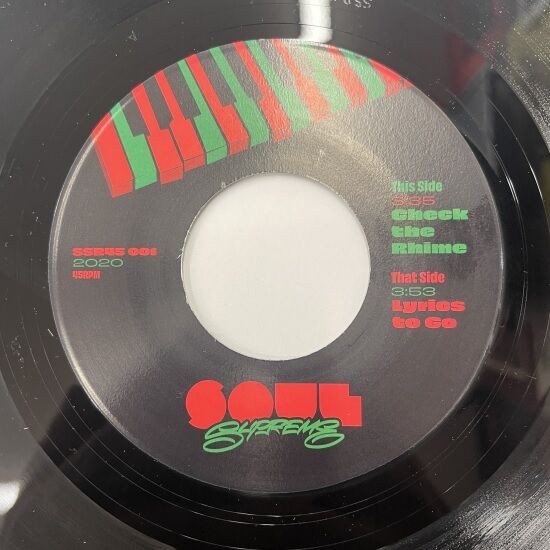 This Side
3:35
Check
the
Rhime
SSR45 001
2020
45RPM
That Side
3:53
Lyrics
to Go
SOUL
SUPREME